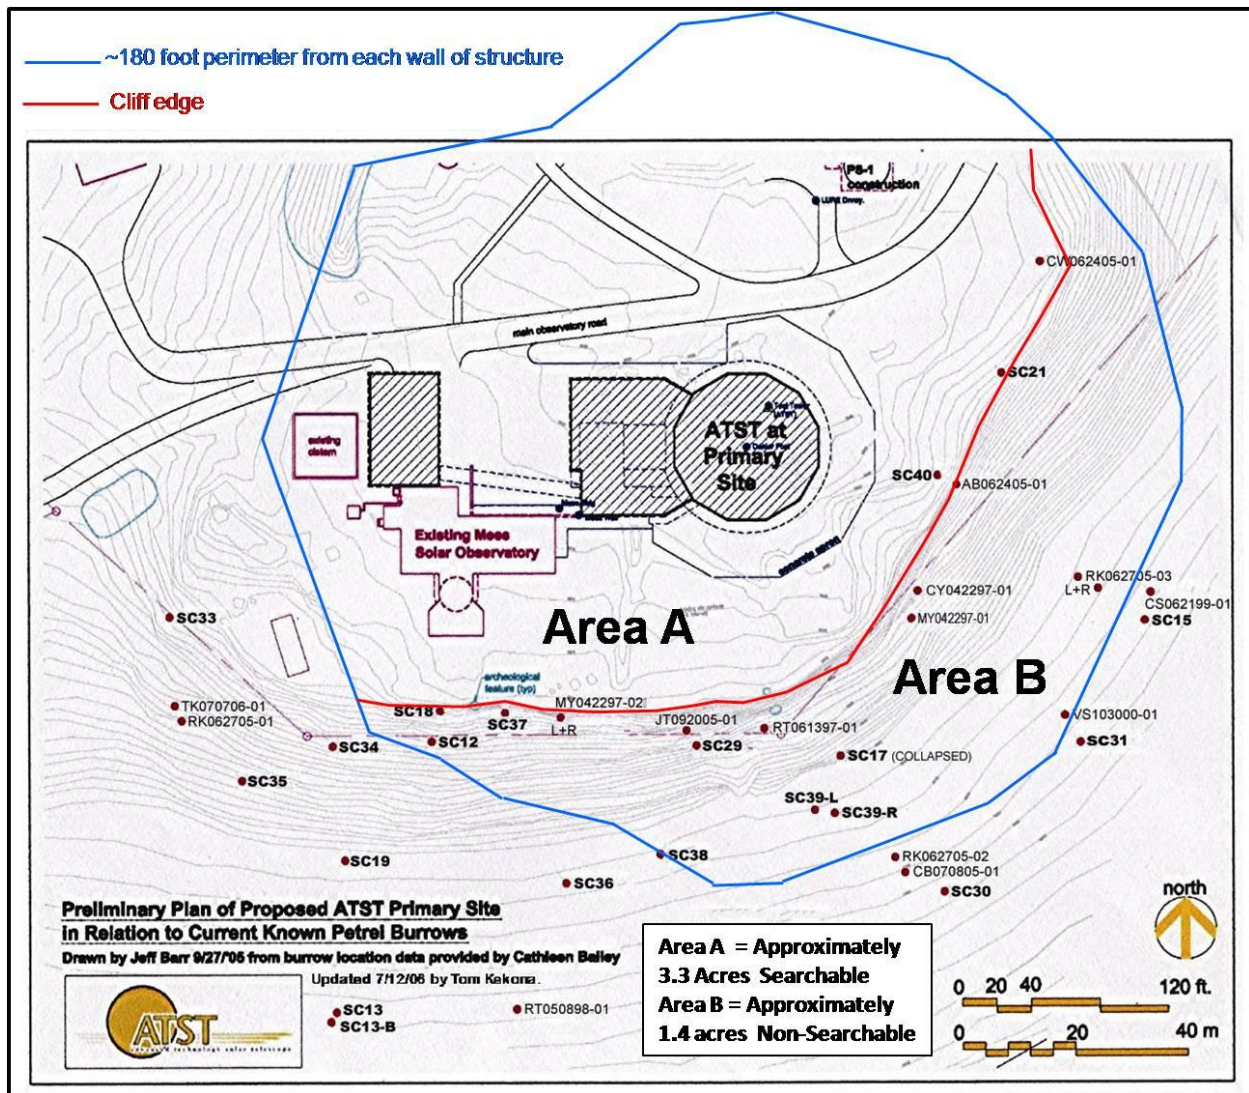 ~180 foot perimeter from each wall of structure
Cliff edge
PS-1
construction
CW062405-01
main observatory road
SC21
existing
cistern
ATST at
Primary
Site
SC40
AB062405-01
Existing Mees
Solar Observatory
RK062705-03
L+R
CS062199-01
SC15
CY042297-01
MY042297-01
SC33
Area A
Area B
archeological
feature (typ)
TK070706-01
RK062705-01
SC18
SC37
MY042297-02
L+R
JT092005-01
RT061397-01
VS103000-01
SC34
SC12
SC29
SC31
SC17 (COLLAPSED)
SC35
SC39-L
SC39-R
SC19
SC38
RK062705-02
CB070805-01
SC36
SC30
north
Preliminary Plan of Proposed ATST Primary Site
in Relation to Current Known Petrel Burrows
Drawn by Jeff Barr 9/27/'05 from burrow location data provided by Cathleen Bailey
Updated 7/12/06 by Tom Kekona.
ATST
advanced technology solar telescope
SC13
SC13-B
RT050898-01
Area A = Approximately
3.3 Acres Searchable
Area B = Approximately
1.4 acres Non-Searchable
0 20 40 120 ft.
0 20 40 m